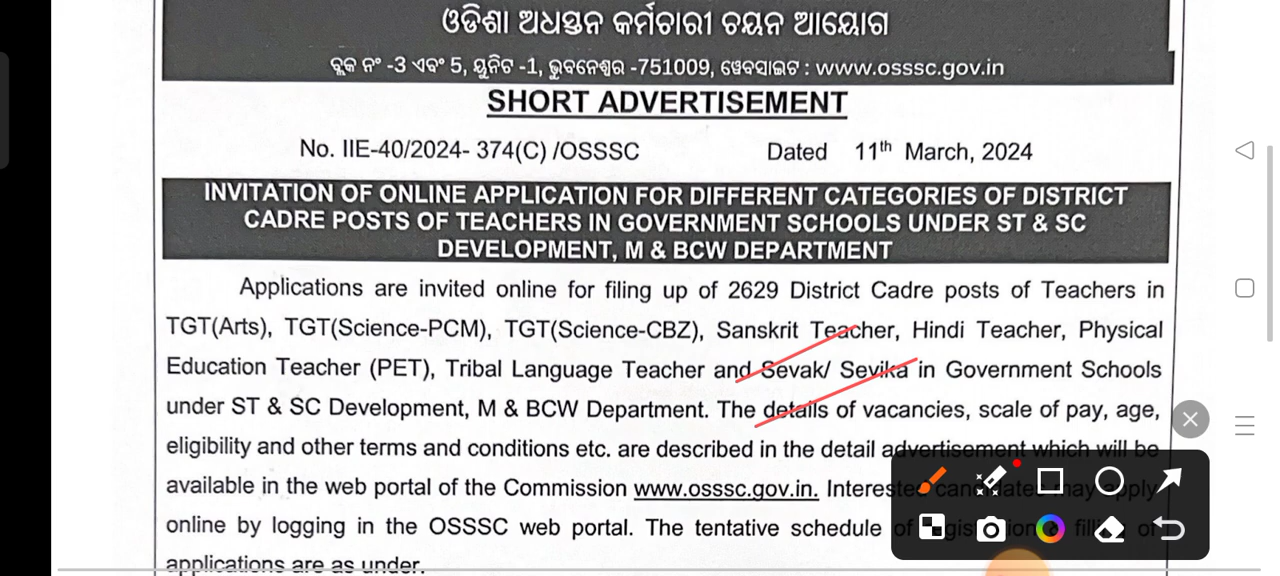 ଓଡିଶା ଅଧସ୍ତନ କର୍ମଚାରୀ ଚୟନ ଆୟୋଗ
ବ୍ଲକ ନଂ -3 ଏବଂ 5, ୟୁନିଟ -1, ଭୁବନେଶ୍ୱର -751009, ୱେବସାଇଟ : www.osssc.gov.in
SHORT ADVERTISEMENT
No. IIE-40/2024- 374(C) /OSSSC Dated 11th March, 2024
INVITATION OF ONLINE APPLICATION FOR DIFFERENT CATEGORIES OF DISTRICT
CADRE POSTS OF TEACHERS IN GOVERNMENT SCHOOLS UNDER ST & SC
DEVELOPMENT, M & BCW DEPARTMENT
Applications are invited online for filing up of 2629 District Cadre posts of Teachers in
TGT(Arts), TGT(Science-PCM), TGT(Science-CBZ), Sanskrit Teacher, Hindi Teacher, Physical
Education Teacher (PET), Tribal Language Teacher and Sevak/ Sevika in Government Schools
under ST & SC Development, M & BCW Department. The details of vacancies, scale of pay, age,
eligibility and other terms and conditions etc. are described in the detail advertisement which will be
available in the web portal of the Commission www.osssc.gov.in. Interested candidates may apply
online by logging in the OSSSC web portal. The tentative schedule of registration & filling of
applications are as under.